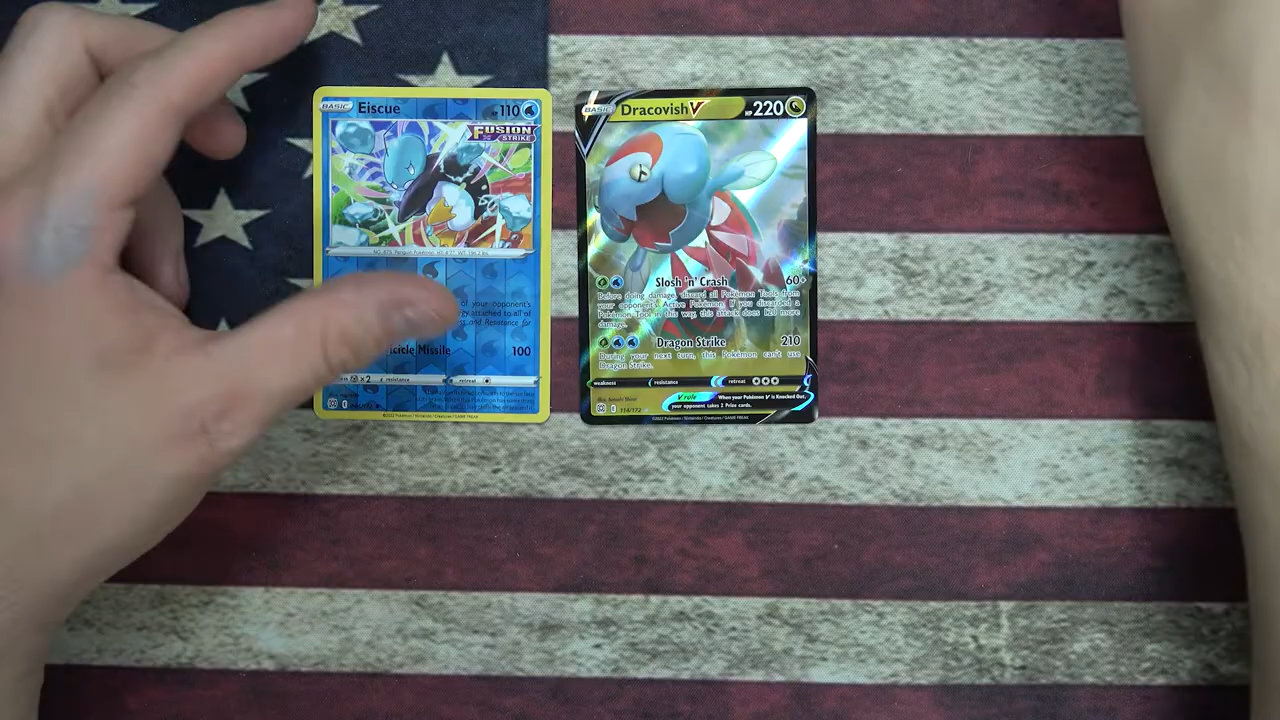 BASIC Eiscue HP 110
FUSION
STRIKE
of your opponent's
attached to all of
and Resistance for
Icicle Missile 100
×2 resistance retreat
©2022 Pokémon / Nintendo / Creatures / GAME FREAK
BASIC Dracovish V HP 220
Slosh 'n' Crash 60+
Before doing damage, discard all Pokémon Tools from
your opponent's Active Pokémon. If you discarded a
Pokémon Tool in this way, this attack does 120 more
damage.
Dragon Strike 210
During your next turn, this Pokémon can't use
Dragon Strike.
weakness resistance retreat
V rule When your Pokémon V is Knocked Out,
your opponent takes 2 Prize cards.
114/172
©2022 Pokémon / Nintendo / Creatures / GAME FREAK